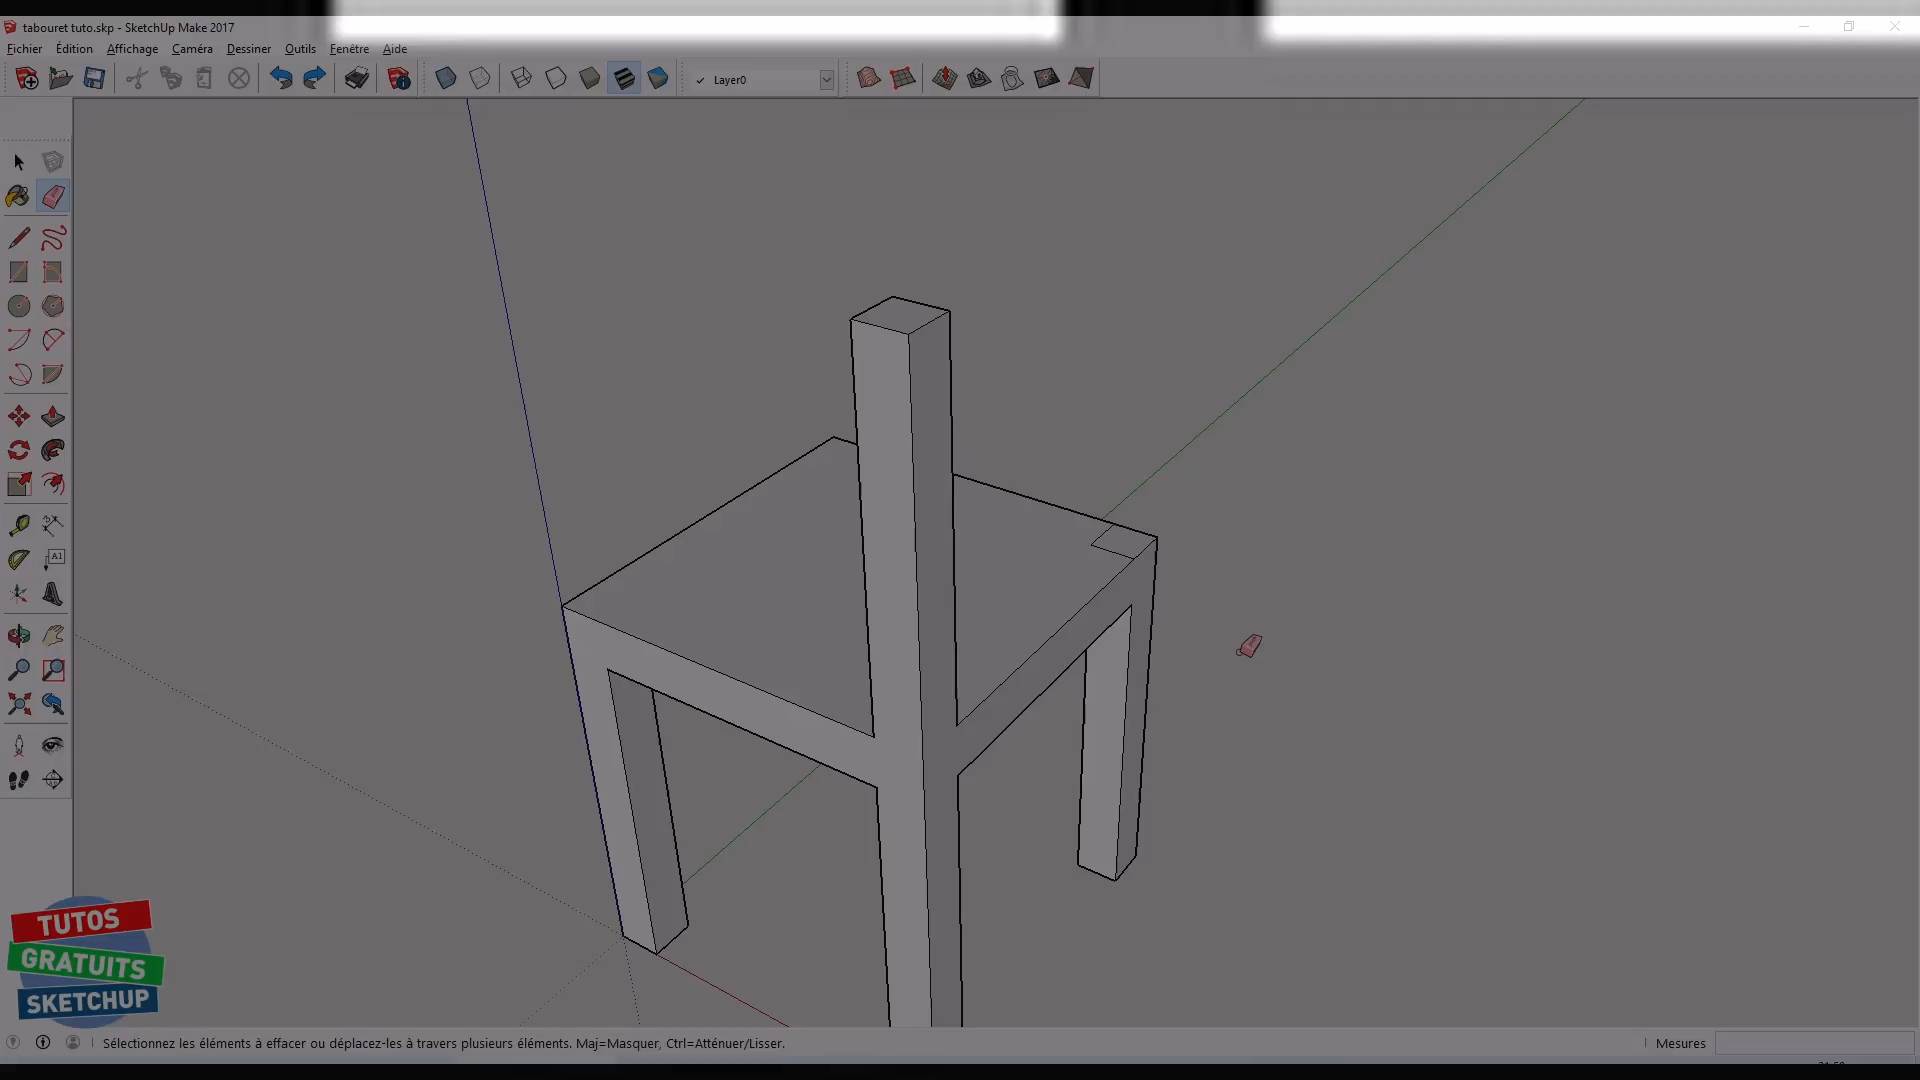 tabouret tuto.skp - SketchUp Make 2017
Fichier Édition Affichage Caméra Dessiner Outils Fenêtre Aide
Layer0
A1
TUTOS
GRATUITS
SKETCHUP
Sélectionnez les éléments à effacer ou déplacez-les à travers plusieurs éléments. Maj=Masquer, Ctrl=Atténuer/Lisser.
Mesures